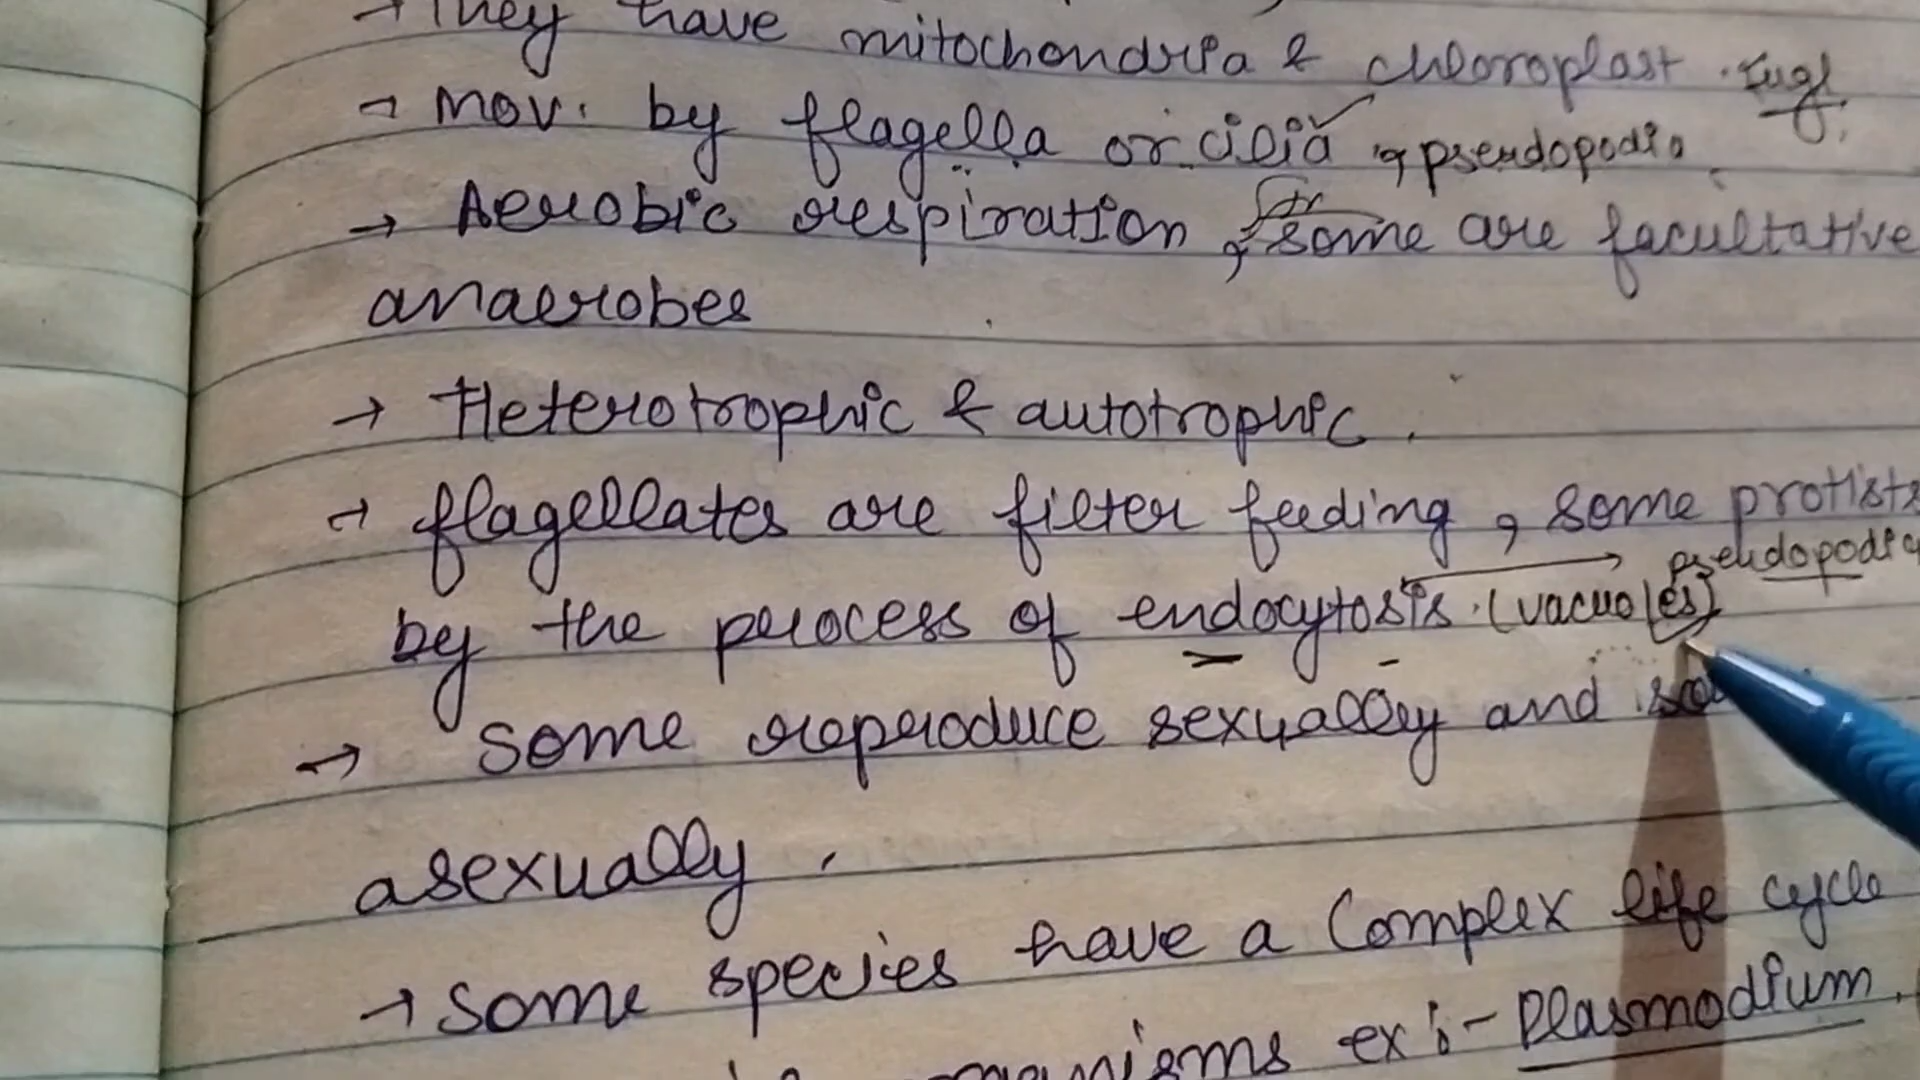 → They have mitochondria & chloroplast. Eugl
→ Mov. by flagella or cilia, pseudopodia
→ Aerobic respiration, some are facultative
anaerobes
→ Heterotrophic & autotrophic.
→ flagellates are filter feeding, some protists
pseudopodia
by the process of endocytosis. (vacuoles)
→ Some reproduce sexually and
asexually.
→ Some species have a Complex life cycle
ex:- Plasmodium.